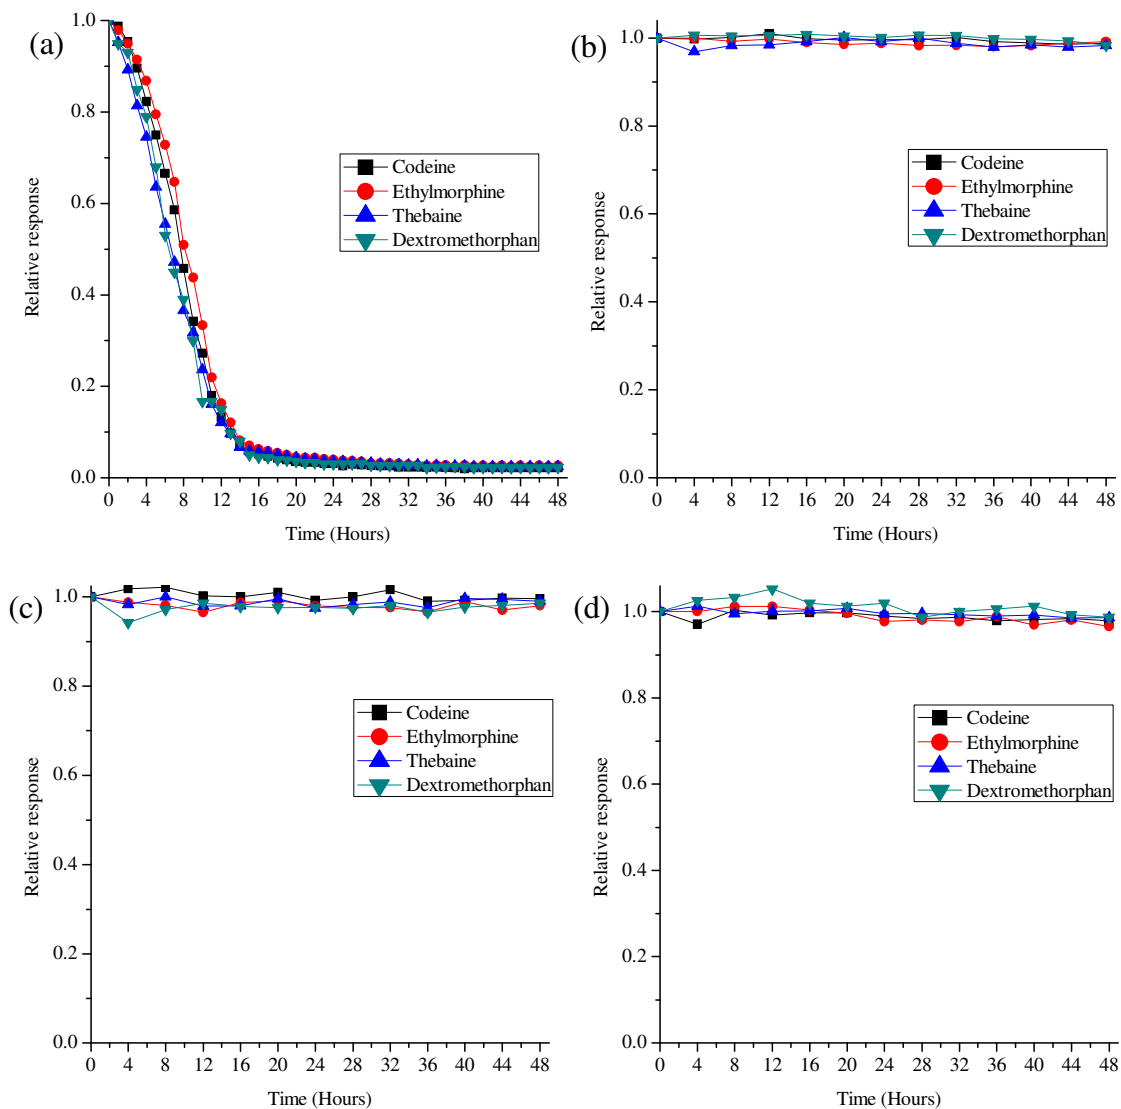 (a)
1.0
0.8
0.6
0.4
0.2
0.0
Relative response
Codeine
Ethylmorphine
Thebaine
Dextromethorphan
0 4 8 12 16 20 24 28 32 36 40 44 48
Time (Hours)
(b)
1.0
0.8
0.6
0.4
0.2
0.0
Relative response
Codeine
Ethylmorphine
Thebaine
Dextromethorphan
0 4 8 12 16 20 24 28 32 36 40 44 48
Time (Hours)
(c)
1.0
0.8
0.6
0.4
0.2
0.0
Relative response
Codeine
Ethylmorphine
Thebaine
Dextromethorphan
0 4 8 12 16 20 24 28 32 36 40 44 48
Time (Hours)
(d)
1.0
0.8
0.6
0.4
0.2
0.0
Relative response
Codeine
Ethylmorphine
Thebaine
Dextromethorphan
0 4 8 12 16 20 24 28 32 36 40 44 48
Time (Hours)